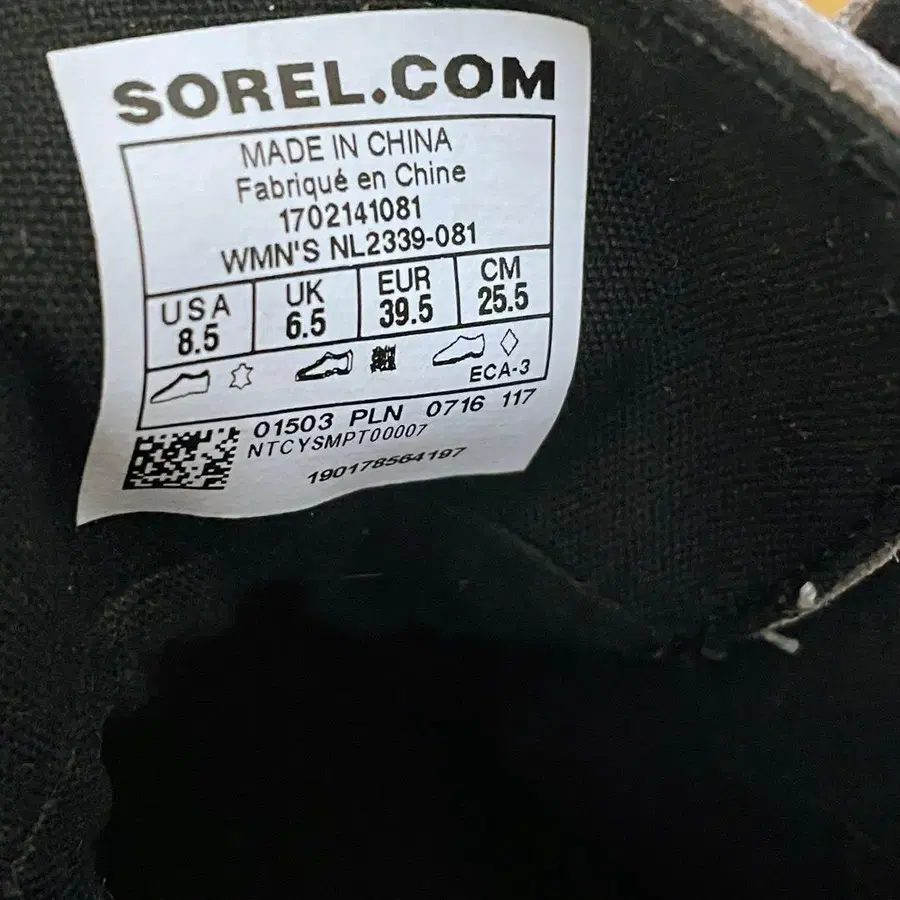 SOREL.COM
MADE IN CHINA
Fabriqué en Chine
1702141081
WMN'S NL2339-081
USA UK EUR CM
8.5 6.5 39.5 25.5
ECA-3
01503 PLN 0716 117
NTCYSMPT00007
190178564197